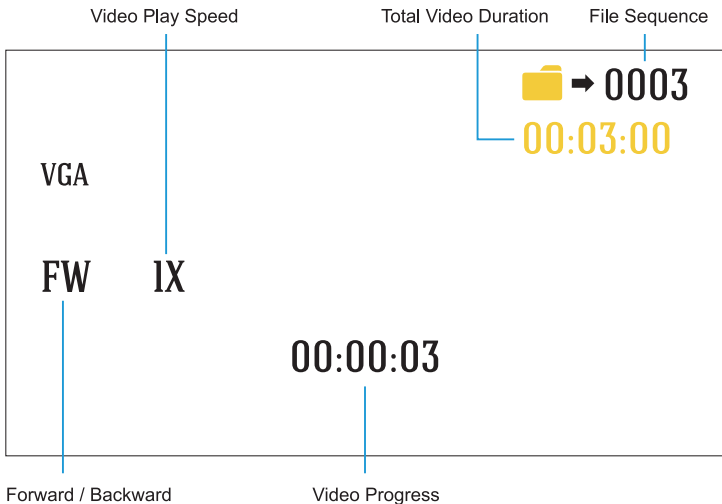 Video Play Speed
Total Video Duration
File Sequence
➡ 0003
00:03:00
VGA
FW
1X
00:00:03
Forward / Backward
Video Progress